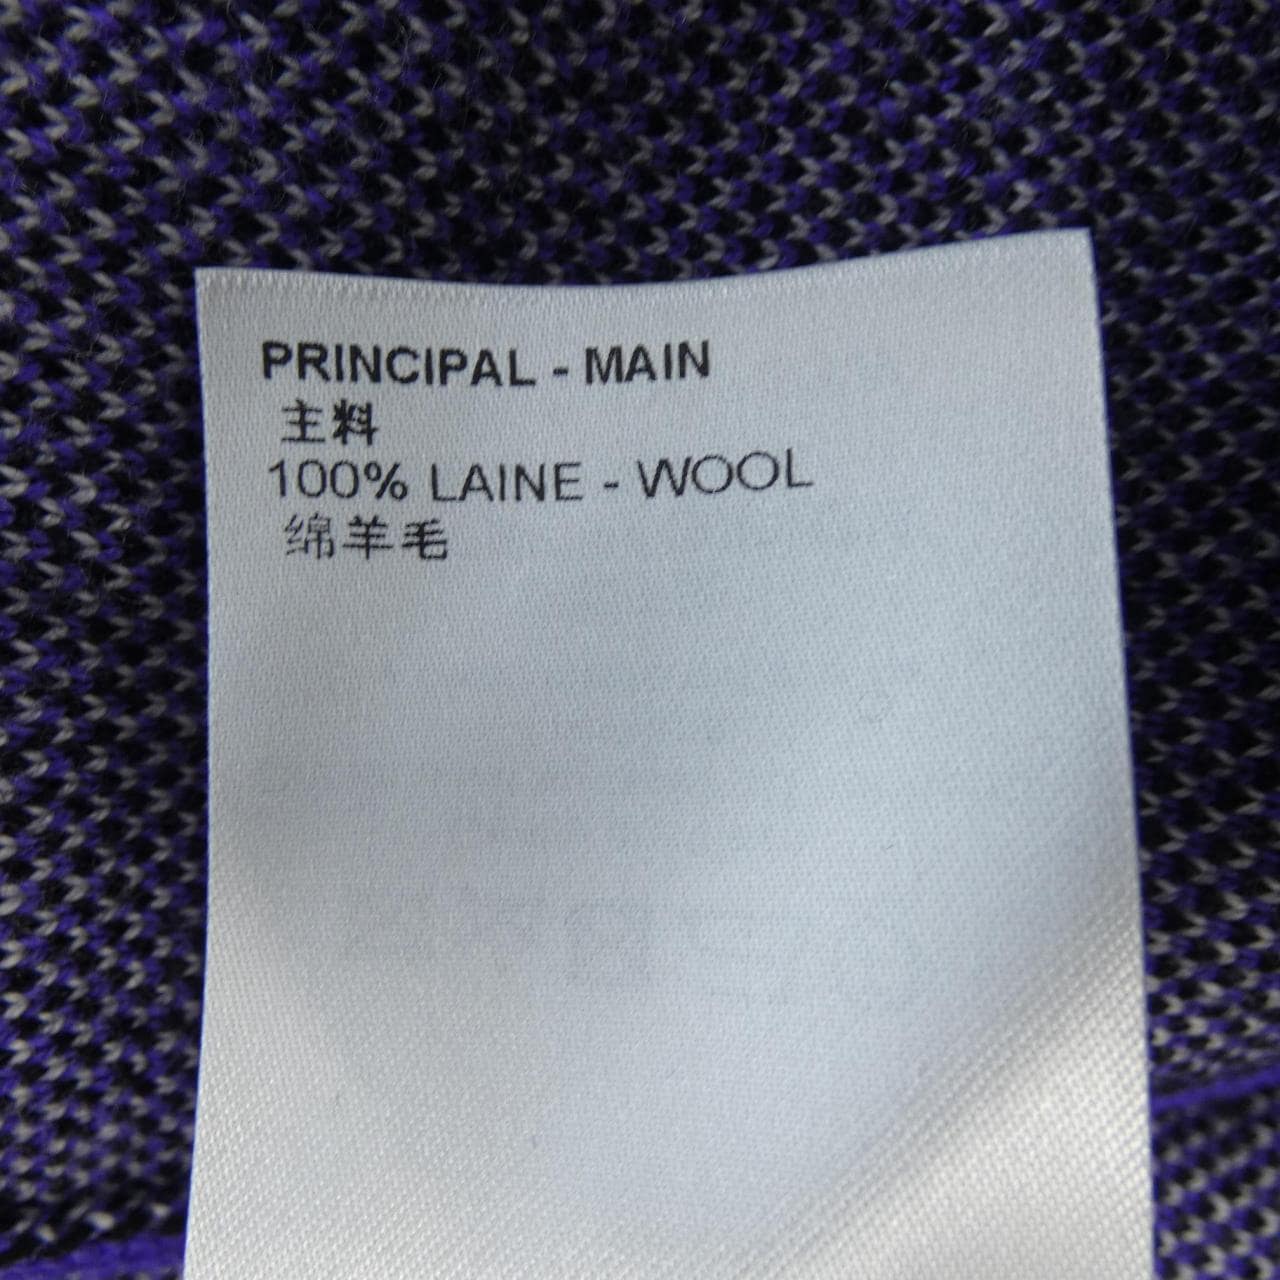 PRINCIPAL - MAIN
主料
100% LAINE - WOOL
绵羊毛